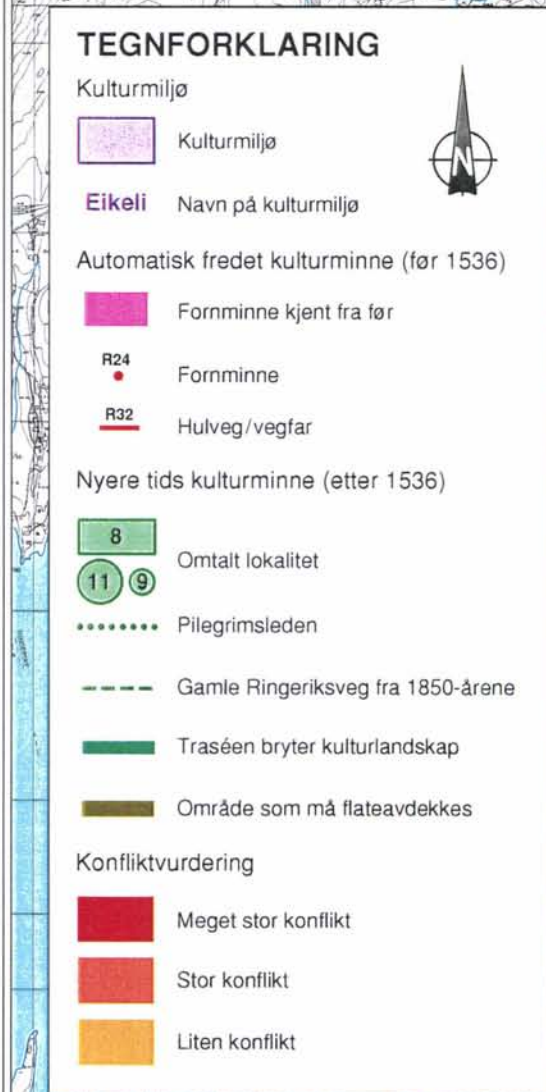 TEGNFORKLARING
Kulturmiljø
N
Kulturmiljø
Eikeli Navn på kulturmiljø
Automatisk fredet kulturminne (før 1536)
Fornminne kjent fra før
R24
Fornminne
R32
Hulveg/vegfar
Nyere tids kulturminne (etter 1536)
8
11 9
Omtalt lokalitet
Pilegrimsleden
Gamle Ringeriksveg fra 1850-årene
Traséen bryter kulturlandskap
Område som må flateavdekkes
Konfliktvurdering
Meget stor konflikt
Stor konflikt
Liten konflikt